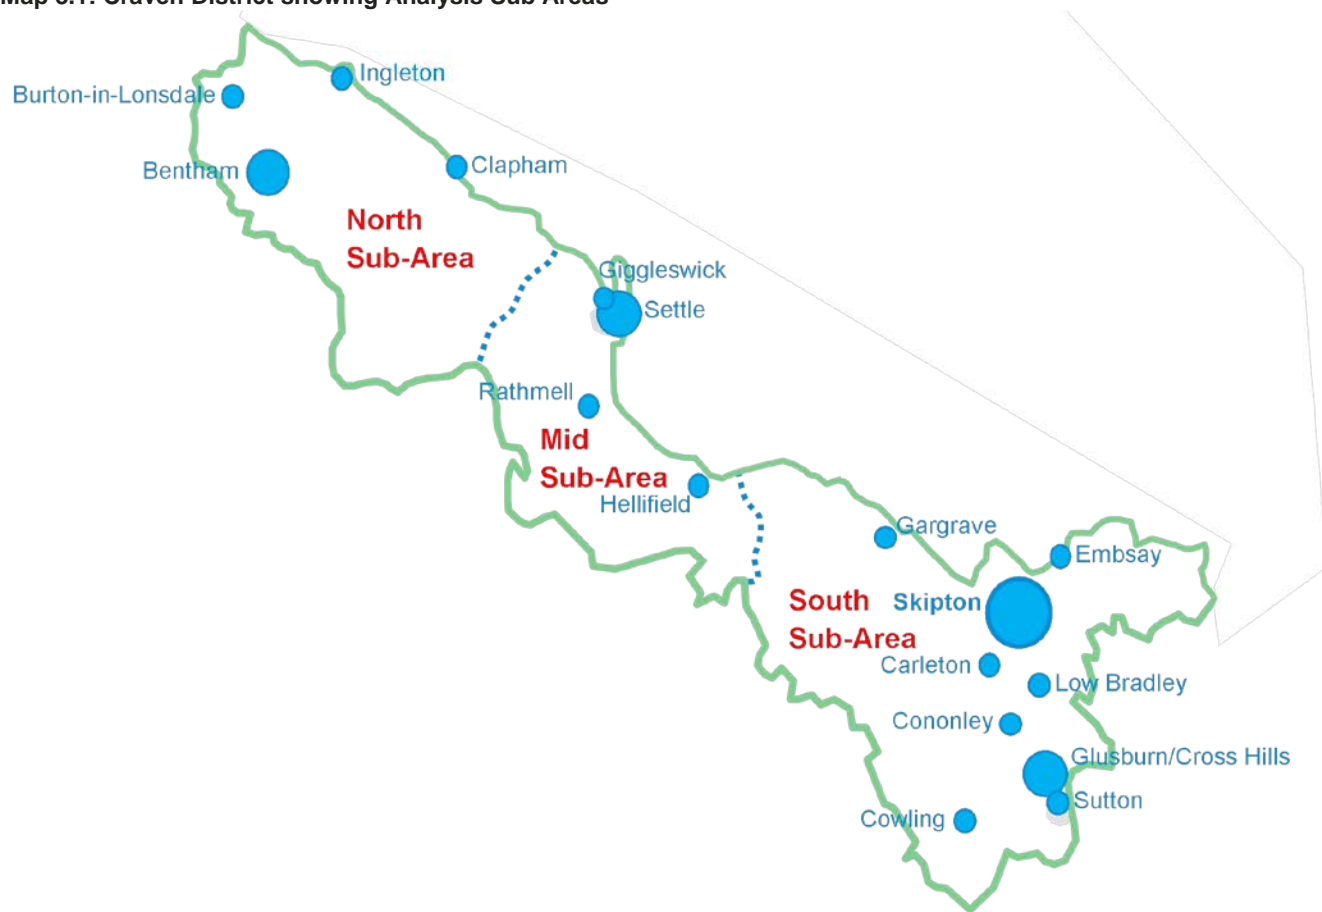 Map 3.1: Craven District showing Analysis Sub Areas
Ingleton
Burton-in-Lonsdale
Clapham
Bentham
North
Sub-Area
Giggleswick
Settle
Rathmell
Mid
Sub-Area
Hellifield
Gargrave
Embsay
South
Sub-Area
Skipton
Carleton
Low Bradley
Cononley
Glusburn/Cross Hills
Sutton
Cowling